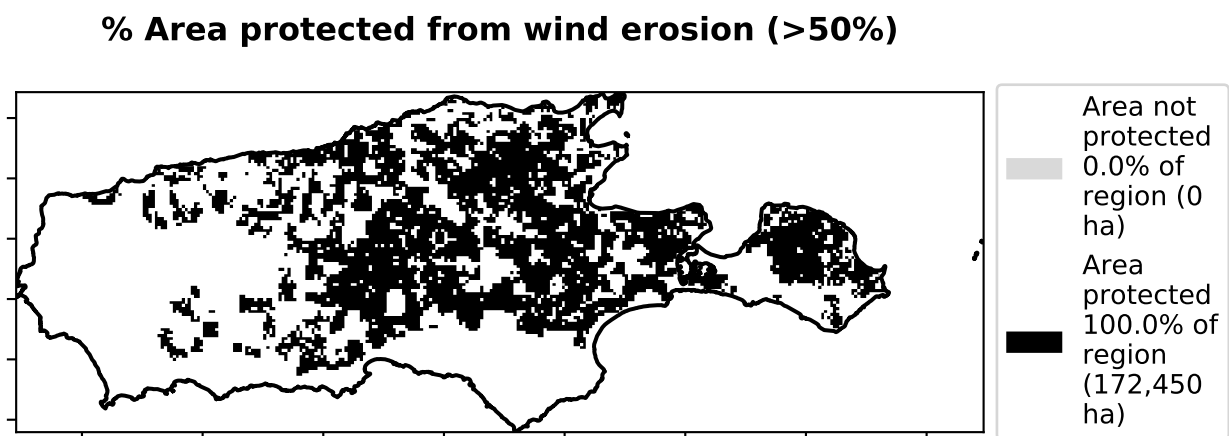 % Area protected from wind erosion (>50%)
Area not
protected
0.0% of
region (0
ha)
Area
protected
100.0% of
region
(172,450
ha)